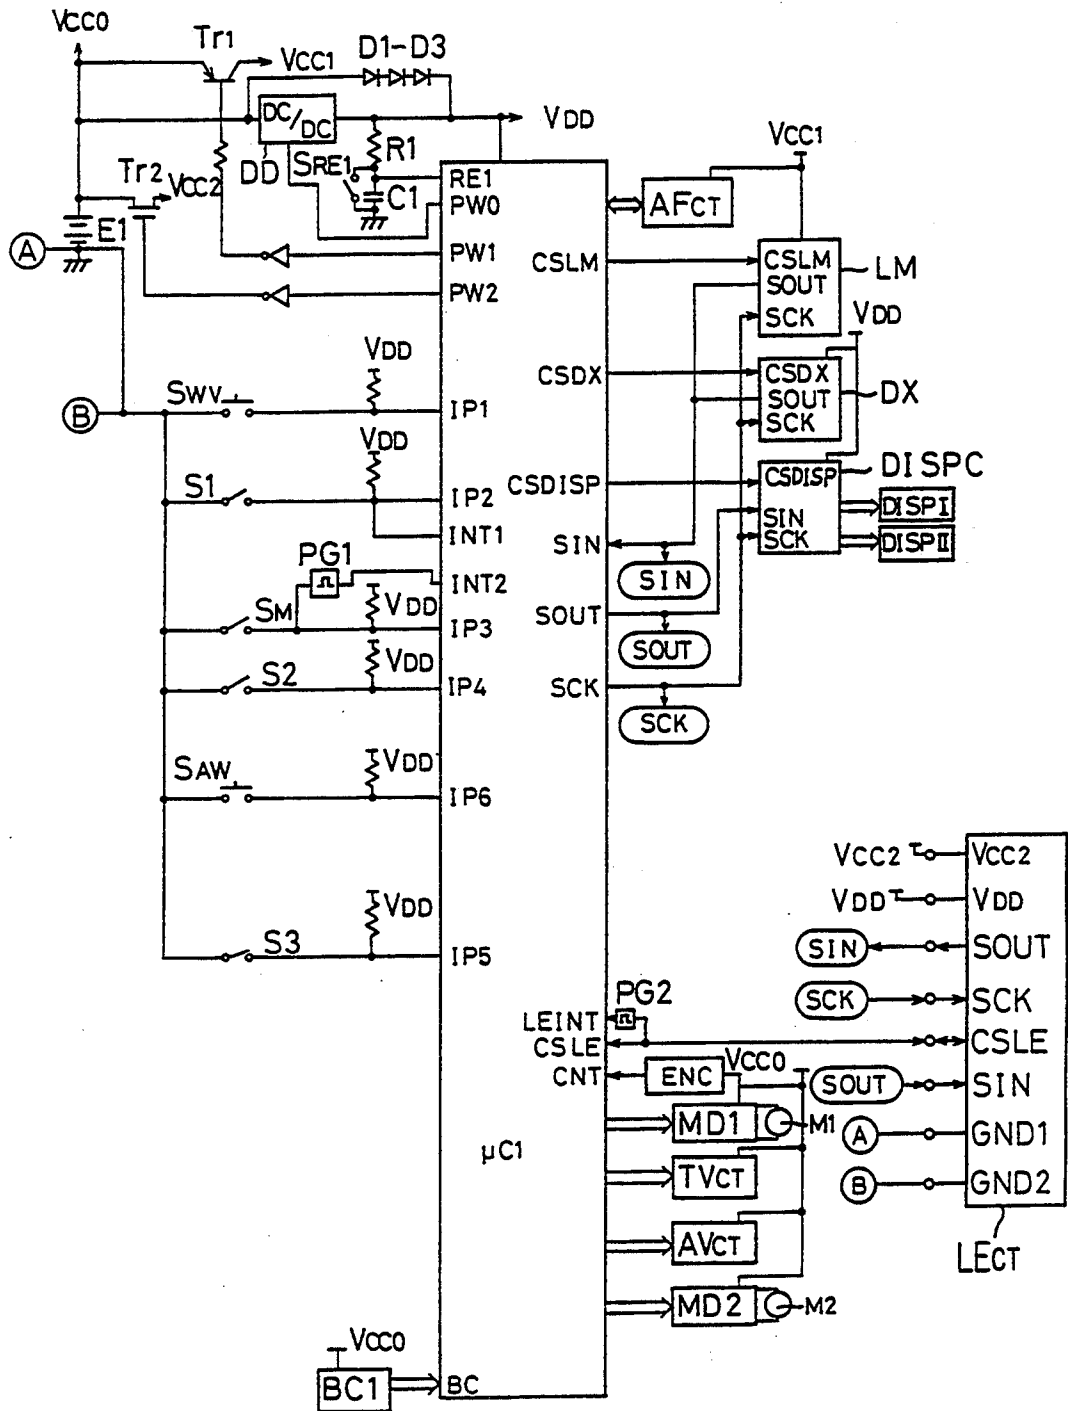 VCC0
Tr1
VCC1
D1-D3
DC/DC
VDD
DD
SRE1
R1
C1
Tr2
VCC2
E1
A
RE1
PW0
PW1
PW2
AFCT
VCC1
CSLM
CSLM
SOUT
SCK
LM
VDD
VDD
SWV
B
IP1
CSDX
CSDX
SOUT
SCK
DX
VDD
S1
IP2
INT1
CSDISP
CSDISP
SIN
SCK
DISPC
DISPI
DISPII
SIN
SIN
PG1
INT2
VDD
SM
IP3
SOUT
SOUT
VDD
S2
IP4
SCK
SCK
VDD
SAW
IP6
VDD
S3
IP5
VCC2
VCC2
VDD
VDD
SIN
SOUT
SCK
SCK
CSLE
SOUT
SIN
A
GND1
B
GND2
LECT
PG2
LEINT
CSLE
CNT
ENC
VCC0
MD1
M1
µC1
TVCT
AVCT
MD2
M2
VCC0
BC1
BC